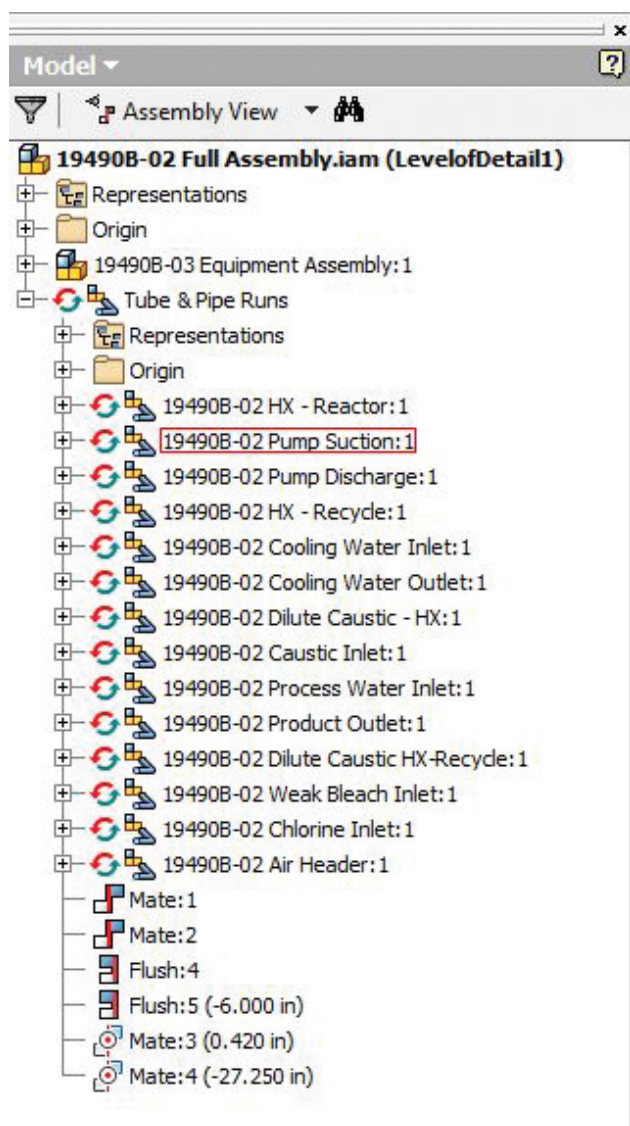 Model
Assembly View
19490B-02 Full Assembly.iam (LevelofDetail1)
Representations
Origin
19490B-03 Equipment Assembly:1
Tube & Pipe Runs
Representations
Origin
19490B-02 HX - Reactor:1
19490B-02 Pump Suction:1
19490B-02 Pump Discharge:1
19490B-02 HX - Recycle:1
19490B-02 Cooling Water Inlet:1
19490B-02 Cooling Water Outlet:1
19490B-02 Dilute Caustic - HX:1
19490B-02 Caustic Inlet:1
19490B-02 Process Water Inlet:1
19490B-02 Product Outlet:1
19490B-02 Dilute Caustic HX-Recycle:1
19490B-02 Weak Bleach Inlet:1
19490B-02 Chlorine Inlet:1
19490B-02 Air Header:1
Mate:1
Mate:2
Flush:4
Flush:5 (-6.000 in)
Mate:3 (0.420 in)
Mate:4 (-27.250 in)